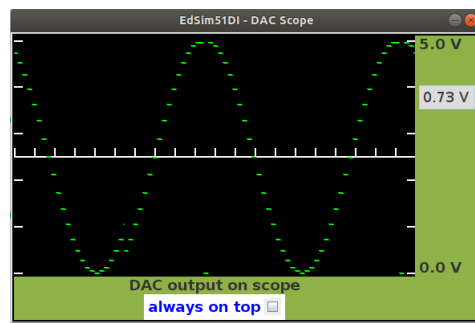 EdSim51DI - DAC Scope
5.0 V
0.73 V
0.0 V
DAC output on scope
always on top